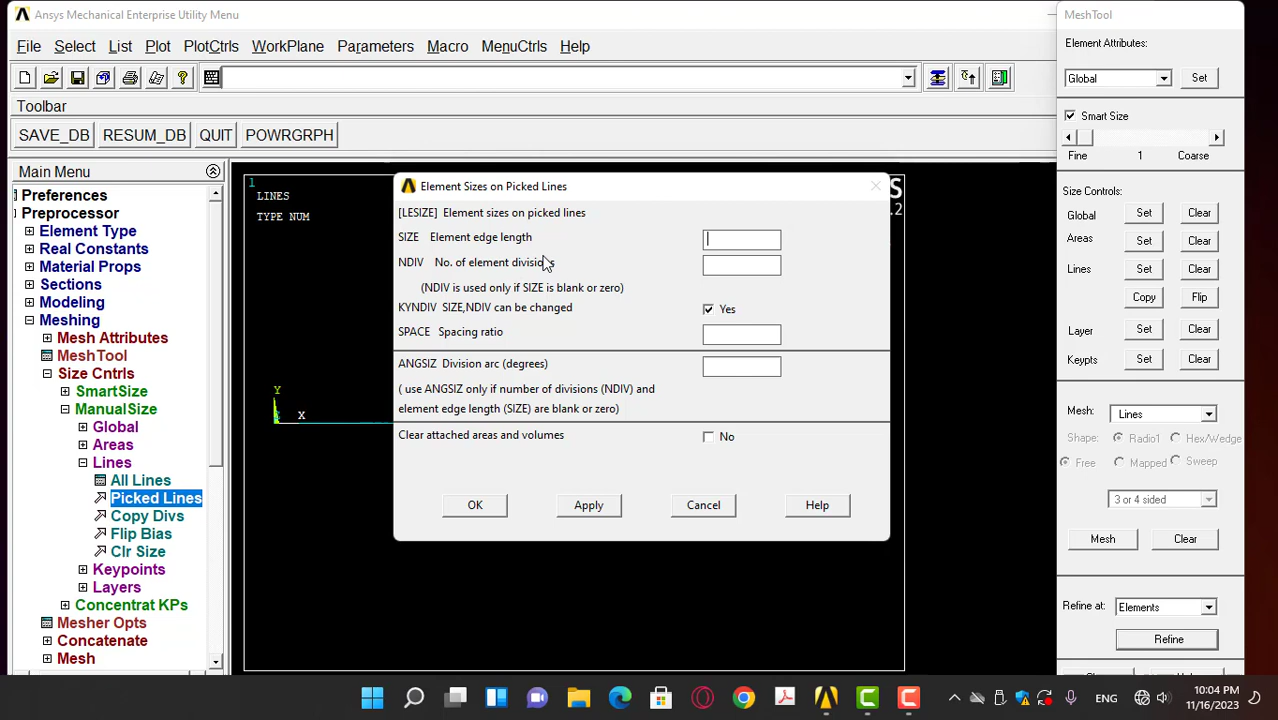 Ansys Mechanical Enterprise Utility Menu
File Select List Plot PlotCtrls WorkPlane Parameters Macro MenuCtrls Help
Toolbar
SAVE_DB RESUM_DB QUIT POWRGRPH
Main Menu
Preferences
Preprocessor
Element Type
Real Constants
Material Props
Sections
Modeling
Meshing
Mesh Attributes
MeshTool
Size Cntrls
SmartSize
ManualSize
Global
Areas
Lines
All Lines
Picked Lines
Copy Divs
Flip Bias
Clr Size
Keypoints
Layers
Concentrat KPs
Mesher Opts
Concatenate
Mesh
1
LINES
TYPE NUM
Y
X
S
.2
Element Sizes on Picked Lines
[LESIZE] Element sizes on picked lines
SIZE Element edge length
NDIV No. of element divisions
(NDIV is used only if SIZE is blank or zero)
KYNDIV SIZE,NDIV can be changed
Yes
SPACE Spacing ratio
ANGSIZ Division arc (degrees)
( use ANGSIZ only if number of divisions (NDIV) and
element edge length (SIZE) are blank or zero)
Clear attached areas and volumes
No
OK Apply Cancel Help
MeshTool
Element Attributes:
Global Set
Smart Size
Fine 1 Coarse
Size Controls:
Global Set Clear
Areas Set Clear
Lines Set Clear
Copy Flip
Layer Set Clear
Keypts Set Clear
Mesh: Lines
Shape: Radio1 Hex/Wedge
Free Mapped Sweep
3 or 4 sided
Mesh Clear
Refine at: Elements
Refine
ENG
10:04 PM
11/16/2023